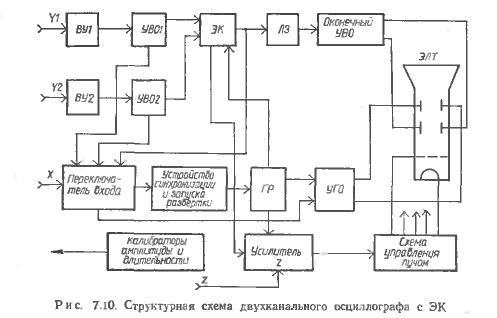 Y1
ВУ1
УВО1
ЭК
ЛЗ
Оконечный
УВО
ЭЛТ
Y2
ВУ2
УВО2
X
Переключа-
тель входа
Устройство
синхронизации
и запуска
развертки
ГР
УГО
Калибраторы
амплитуды и
длительности
Z
Усилитель
Z
Схема
управления
лучом
Рис. 7.10. Структурная схема двухканального осциллографа с ЭК